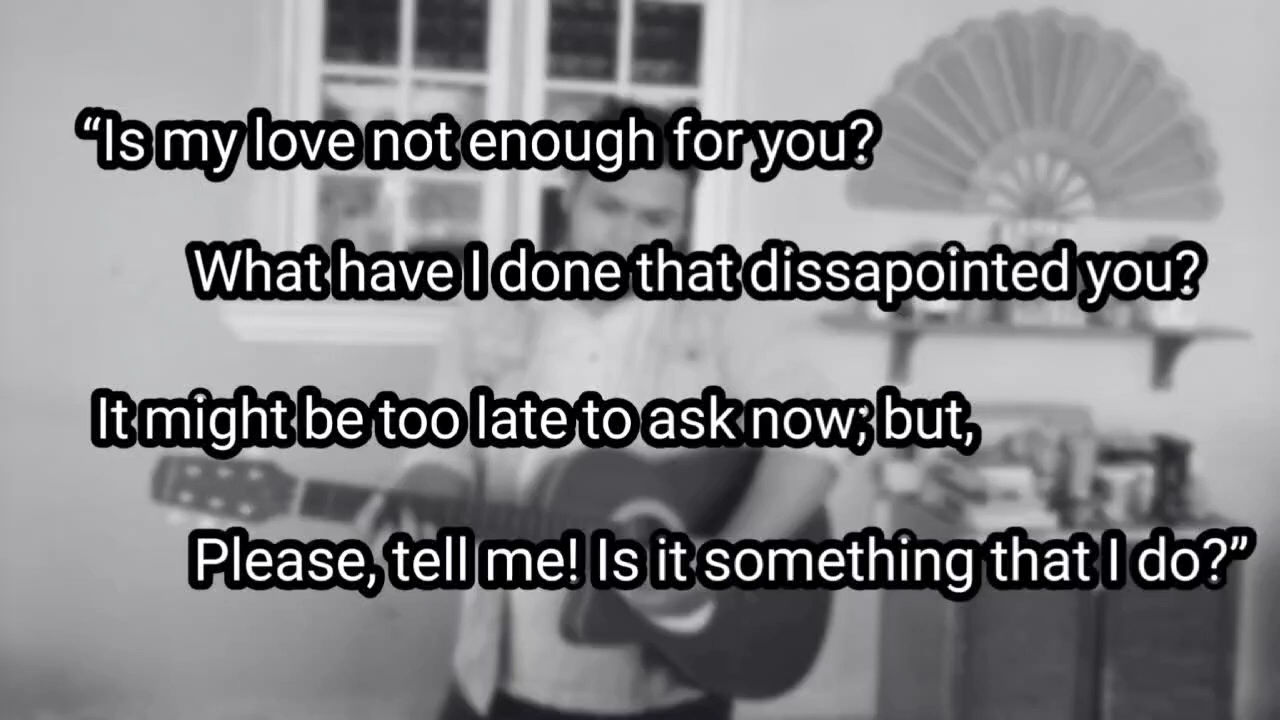 “Is my love not enough for you?
What have I done that dissapointed you?
It might be too late to ask now; but,
Please, tell me! Is it something that I do?”